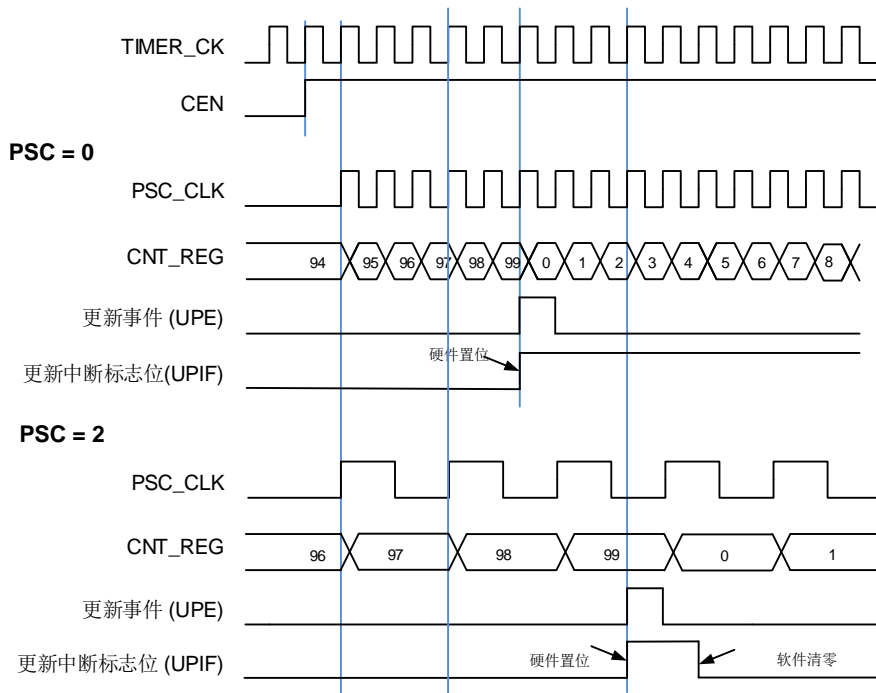 TIMER_CK
CEN
PSC = 0
PSC_CLK
CNT_REG 94 95 96 97 98 99 0 1 2 3 4 5 6 7 8
更新事件 (UPE)
硬件置位
更新中断标志位(UPIF)
PSC = 2
PSC_CLK
CNT_REG 96 97 98 99 0 1
更新事件 (UPE)
更新中断标志位 (UPIF) 硬件置位 软件清零